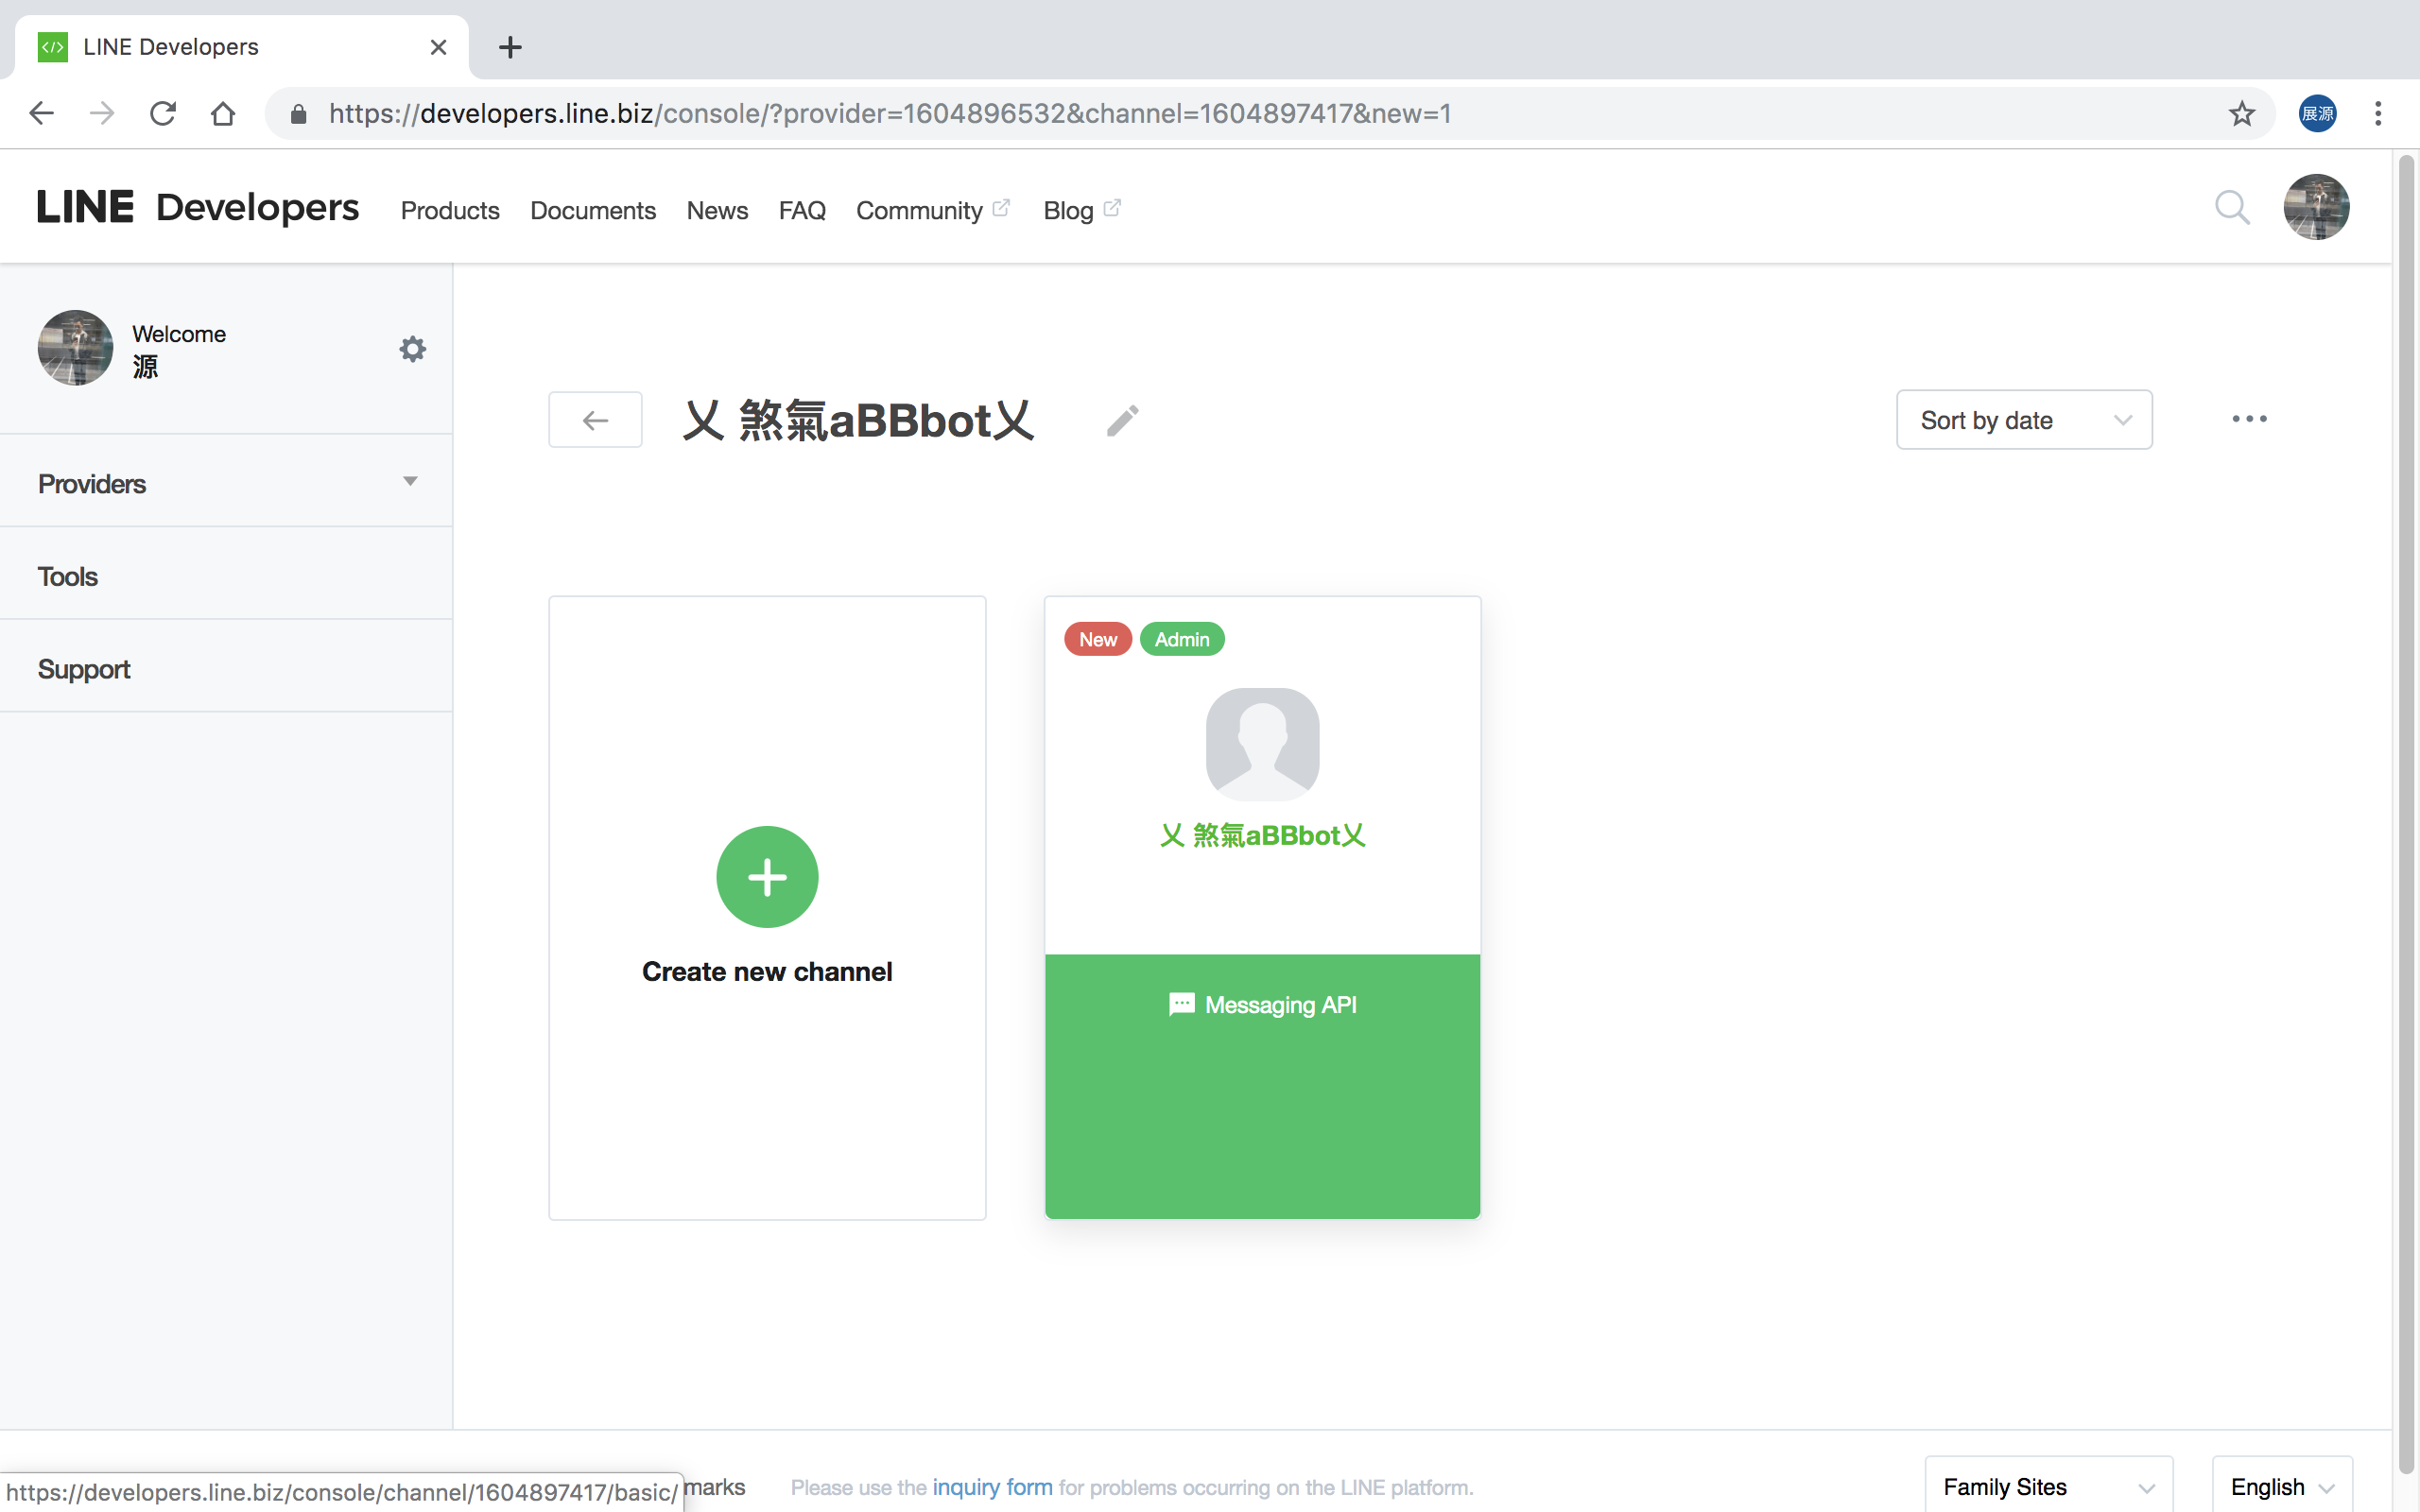 LINE Developers
https://developers.line.biz/console/?provider=1604896532&channel=1604897417&new=1
展源
LINE Developers
Products
Documents
News
FAQ
Community
Blog
Welcome
源
Providers
Tools
Support
乂 煞氣aBBbot乂
Sort by date
Create new channel
New
Admin
乂 煞氣aBBbot乂
Messaging API
marks
Please use the inquiry form for problems occurring on the LINE platform.
Family Sites
English
https://developers.line.biz/console/channel/1604897417/basic/